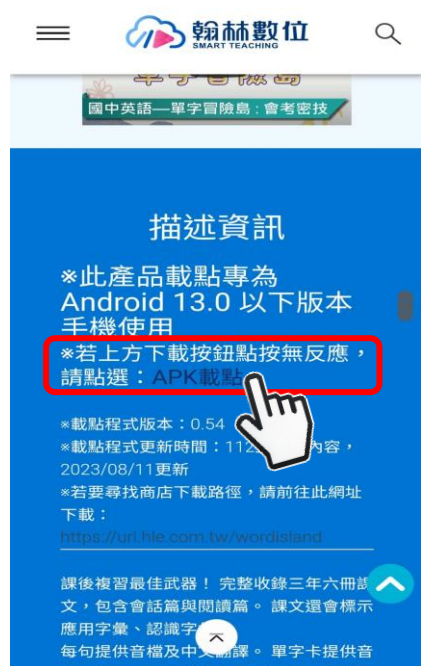 翰林數位
SMART TEACHING
單字冒險島
國中英語—單字冒險島：會考密技
描述資訊
※此產品載點專為
Android 13.0 以下版本
手機使用
※若上方下載按鈕點按無反應，
請點選：APK載點
※載點程式版本：0.54
※載點程式更新時間：112 內容，
2023/08/11更新
※若要尋找商店下載路徑，請前往此網址
下載：
https://url.hle.com.tw/wordisland
課後複習最佳武器！ 完整收錄三年六冊課
文，包含會話篇與閱讀篇。 課文還會標示
應用字彙、認識字
每句提供音檔及中文翻譯。 單字卡提供音